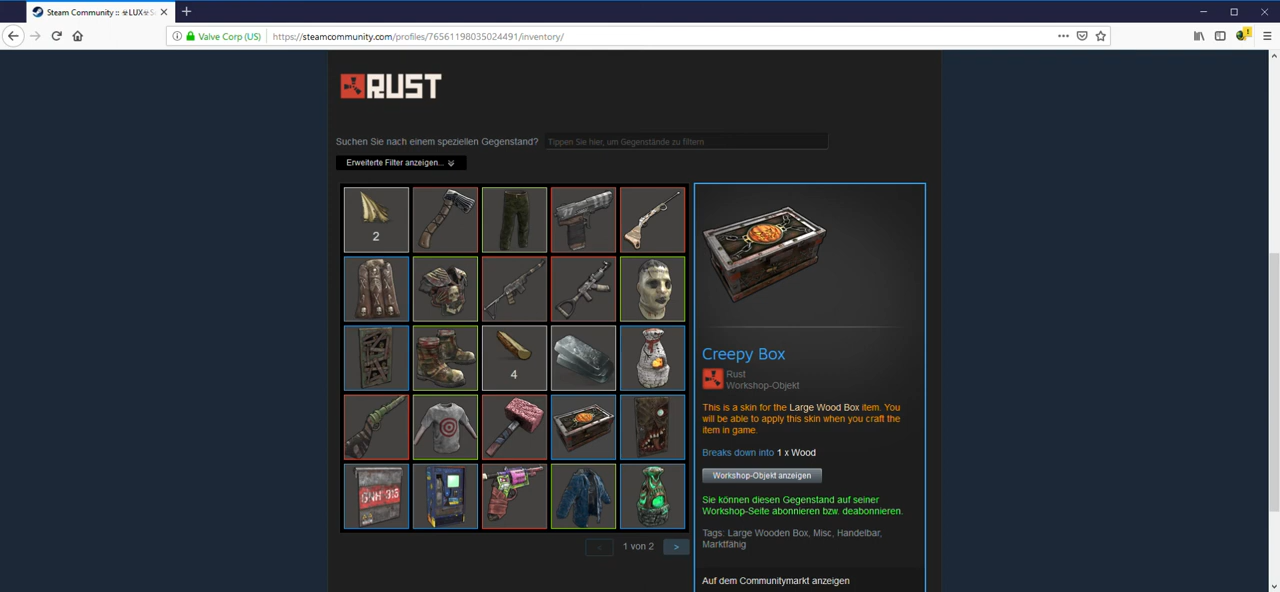 Steam Community :: ☣LUX☣
Valve Corp (US)
https://steamcommunity.com/profiles/76561198035024491/inventory/
1
RUST
Suchen Sie nach einem speziellen Gegenstand?
Tippen Sie hier, um Gegenstände zu filtern
Erweiterte Filter anzeigen...
2
4
Creepy Box
Rust
Workshop-Objekt
This is a skin for the Large Wood Box item. You
will be able to apply this skin when you craft the
item in game.
Breaks down into 1 x Wood
Workshop-Objekt anzeigen
Sie können diesen Gegenstand auf seiner
Workshop-Seite abonnieren bzw. deabonnieren.
Tags: Large Wooden Box, Misc, Handelbar,
Marktfähig
Auf dem Communitymarkt anzeigen
<
1 von 2
>